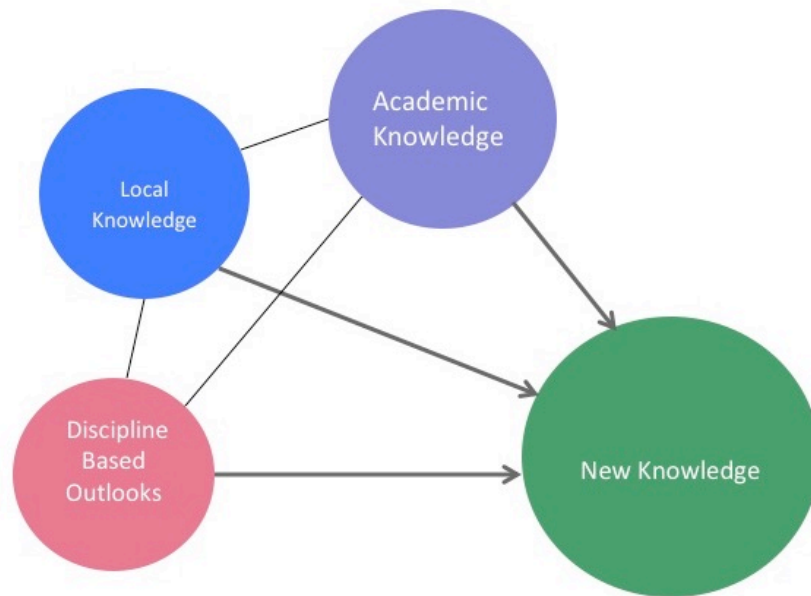 Academic
Knowledge
Local
Knowledge
Discipline
Based
Outlooks
New Knowledge